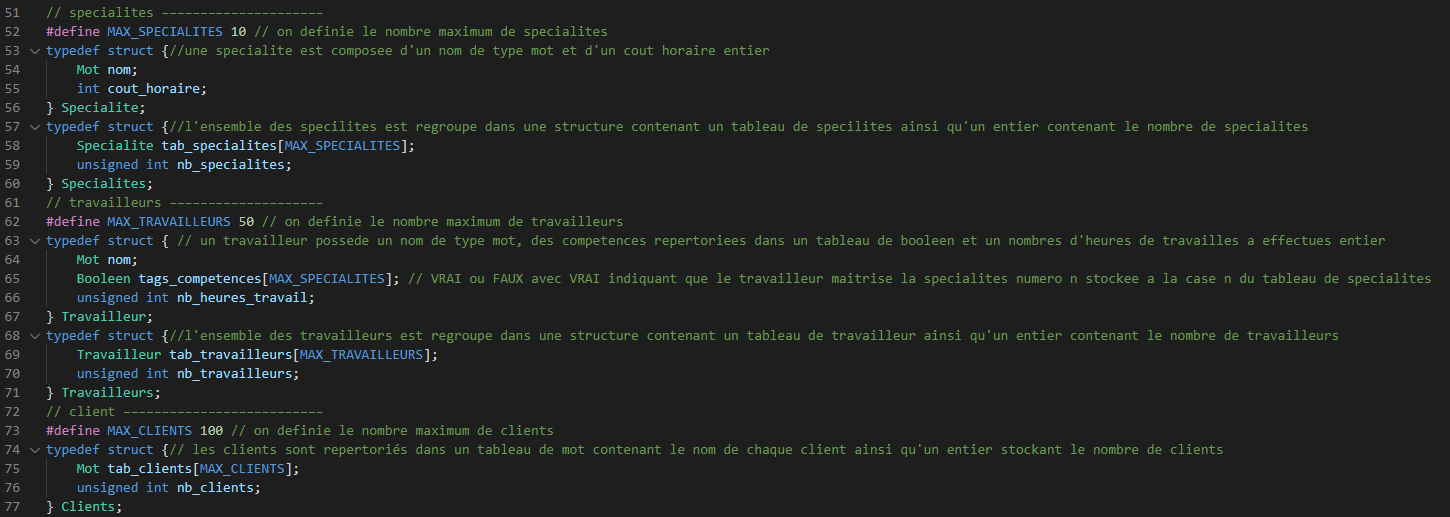 51 // specialites ---------------------
52 #define MAX_SPECIALITES 10 // on definie le nombre maximum de specialites
53 typedef struct {//une specialite est composee d'un nom de type mot et d'un cout horaire entier
54 Mot nom;
55 int cout_horaire;
56 } Specialite;
57 typedef struct {//l'ensemble des specilites est regroupe dans une structure contenant un tableau de specilites ainsi qu'un entier contenant le nombre de specialites
58 Specialite tab_specialites[MAX_SPECIALITES];
59 unsigned int nb_specialites;
60 } Specialites;
61 // travailleurs --------------------
62 #define MAX_TRAVAILLEURS 50 // on definie le nombre maximum de travailleurs
63 typedef struct { // un travailleur possede un nom de type mot, des competences repertoriees dans un tableau de booleen et un nombres d'heures de travailles a effectues entier
64 Mot nom;
65 Booleen tags_competences[MAX_SPECIALITES]; // VRAI ou FAUX avec VRAI indiquant que le travailleur maitrise la specialites numero n stockee a la case n du tableau de specialites
66 unsigned int nb_heures_travail;
67 } Travailleur;
68 typedef struct {//l'ensemble des travailleurs est regroupe dans une structure contenant un tableau de travailleur ainsi qu'un entier contenant le nombre de travailleurs
69 Travailleur tab_travailleurs[MAX_TRAVAILLEURS];
70 unsigned int nb_travailleurs;
71 } Travailleurs;
72 // client --------------------------
73 #define MAX_CLIENTS 100 // on definie le nombre maximum de clients
74 typedef struct {// les clients sont repertoriés dans un tableau de mot contenant le nom de chaque client ainsi qu'un entier stockant le nombre de clients
75 Mot tab_clients[MAX_CLIENTS];
76 unsigned int nb_clients;
77 } Clients;